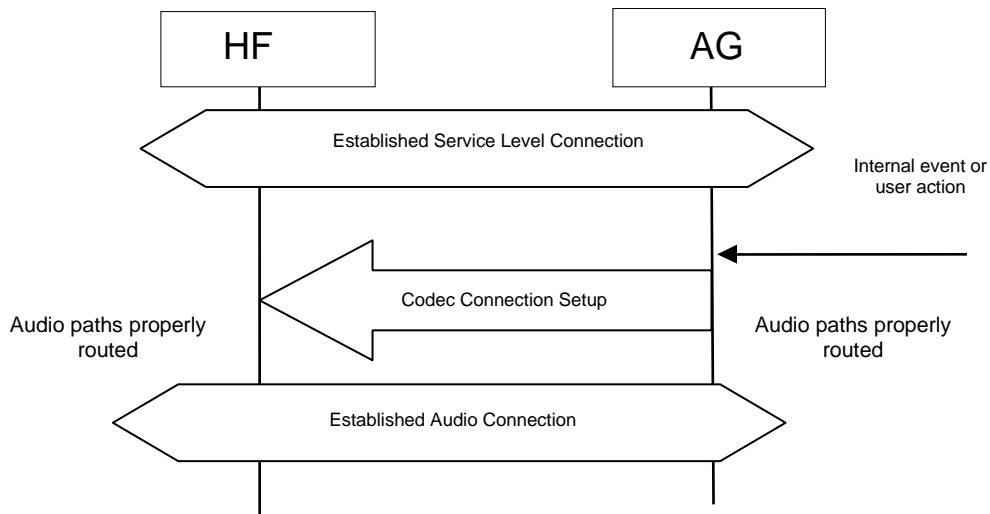 HF
AG
Established Service Level Connection
Internal event or
user action
Codec Connection Setup
Audio paths properly
routed
Audio paths properly
routed
Established Audio Connection